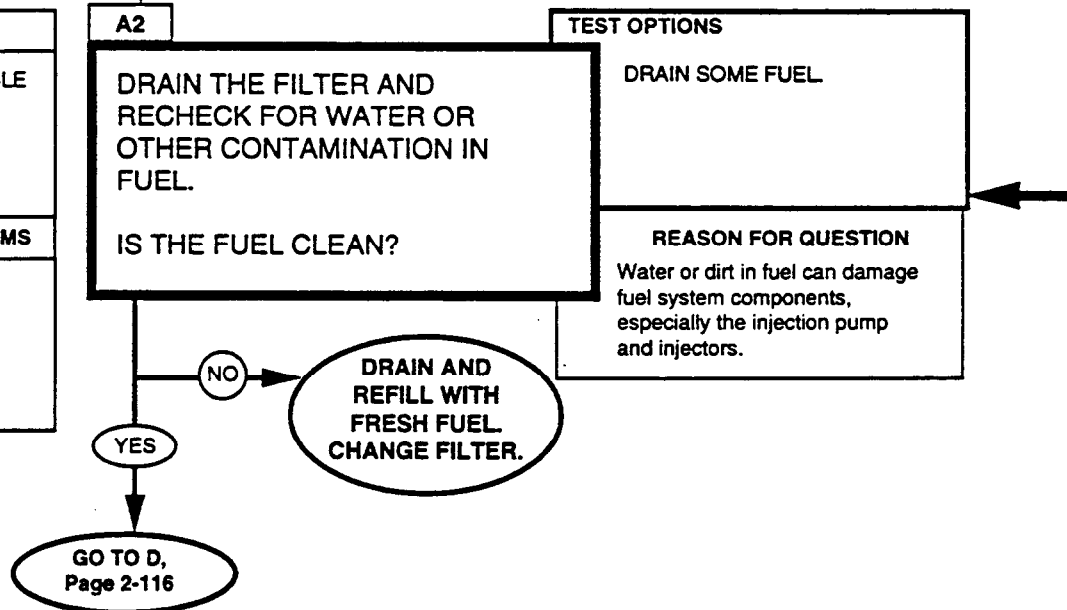 A2
DRAIN THE FILTER AND
RECHECK FOR WATER OR
OTHER CONTAMINATION IN
FUEL.
IS THE FUEL CLEAN?
TEST OPTIONS
DRAIN SOME FUEL.
REASON FOR QUESTION
Water or dirt in fuel can damage
fuel system components,
especially the injection pump
and injectors.
LE
MS
NO
DRAIN AND
REFILL WITH
FRESH FUEL.
CHANGE FILTER.
YES
GO TO D,
Page 2-116